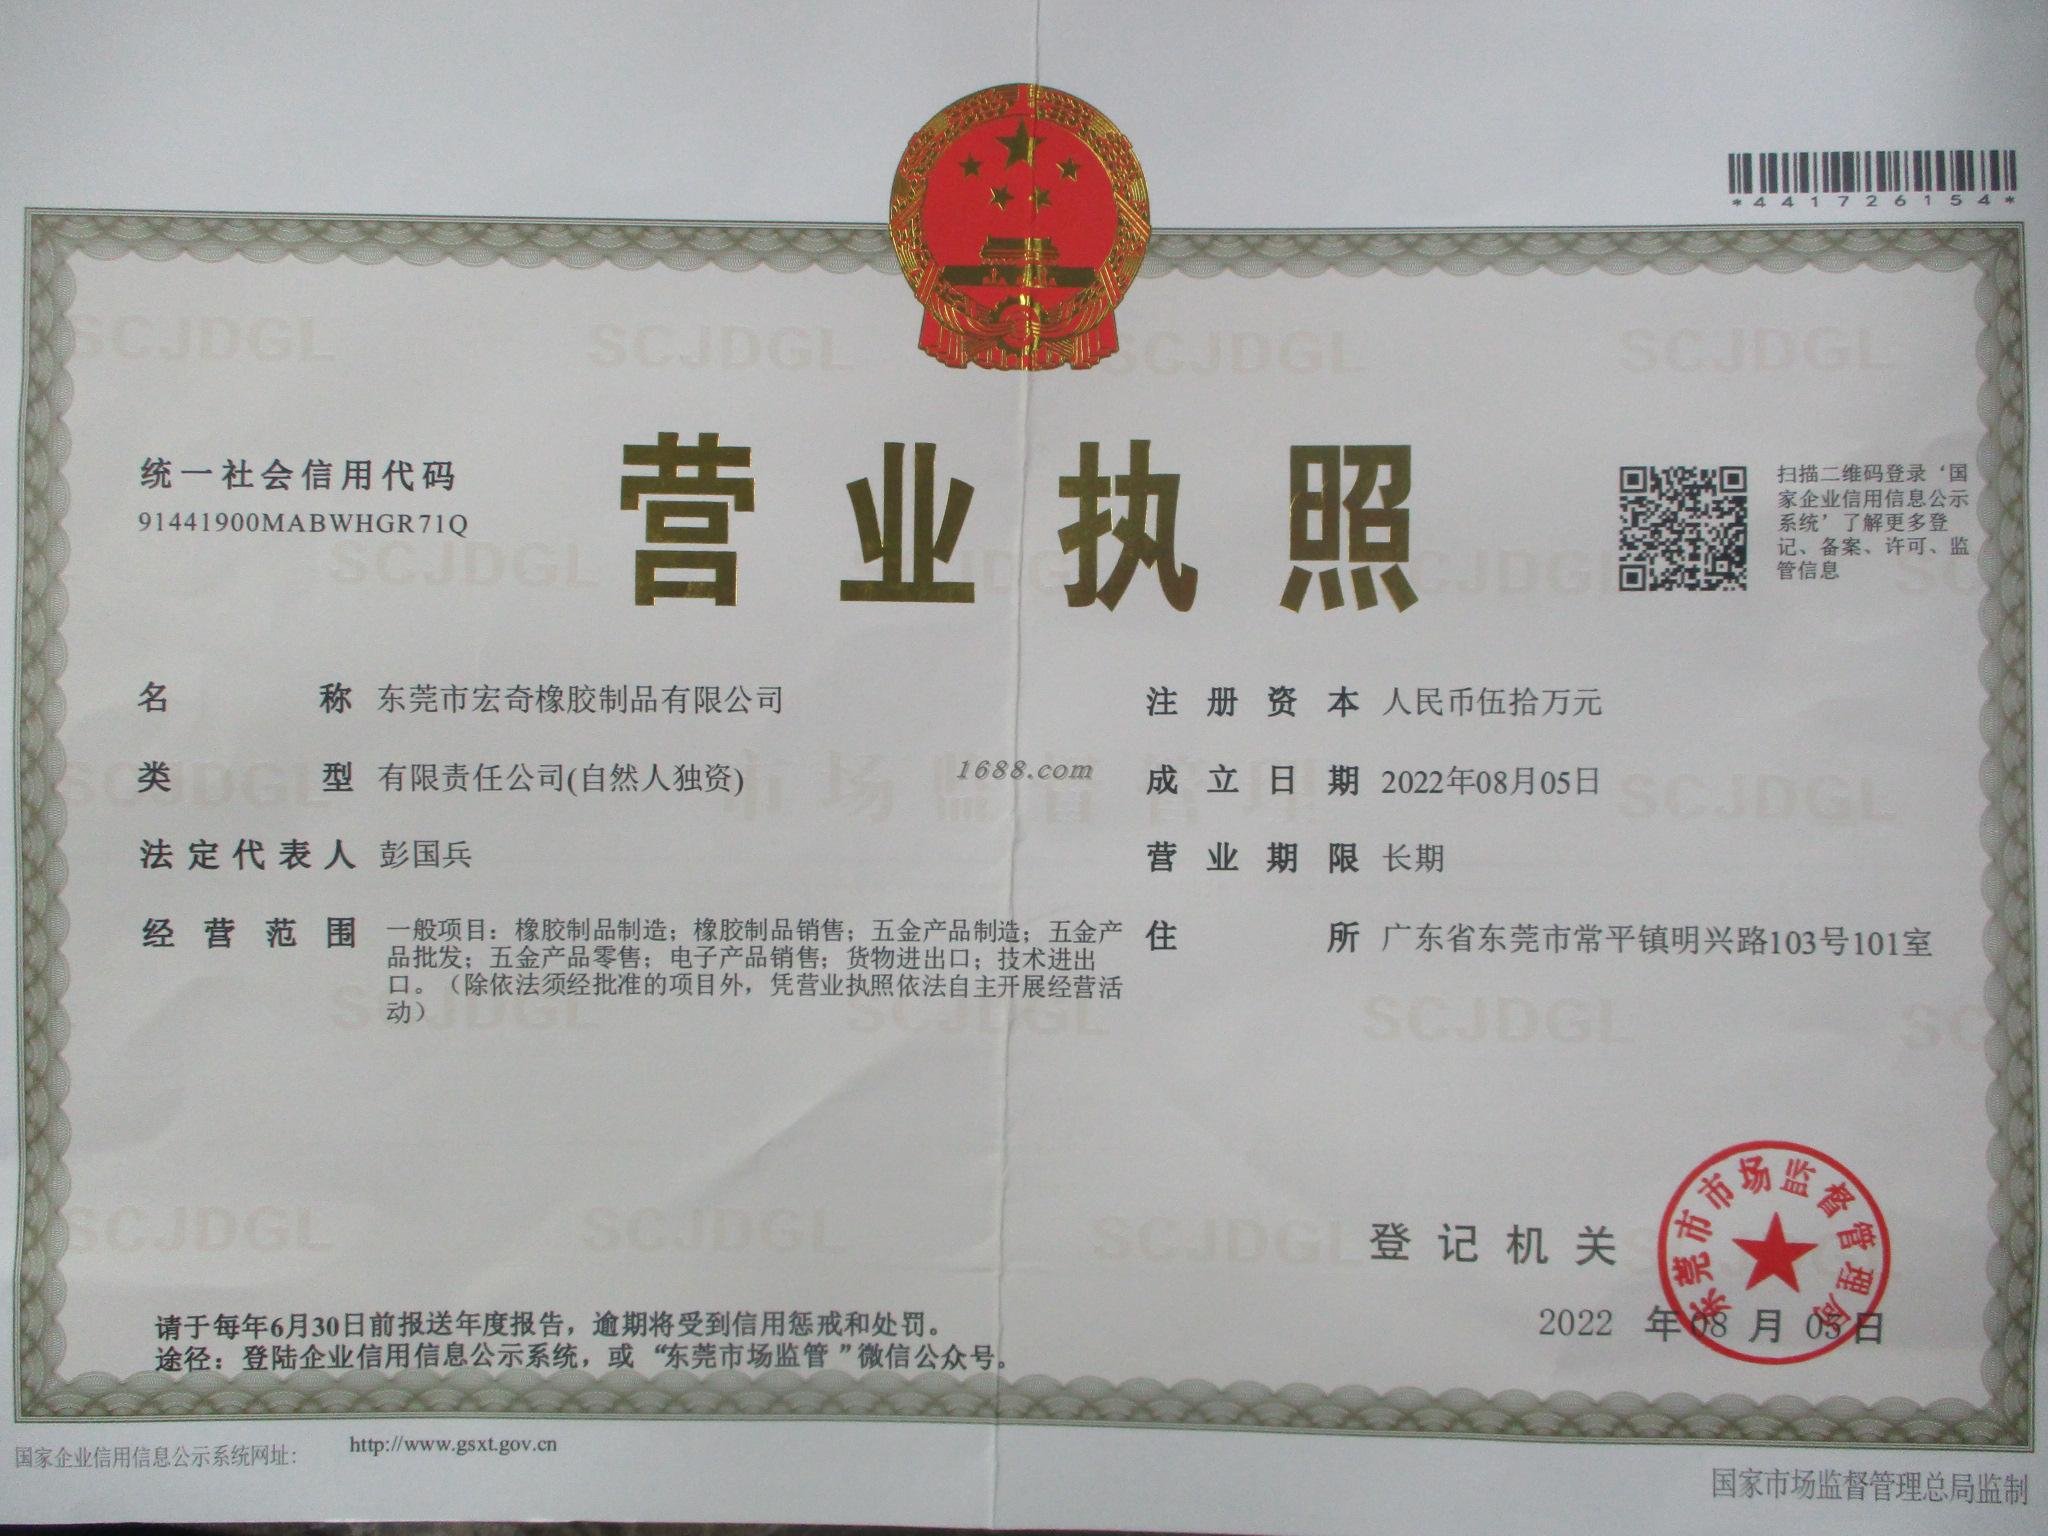 *441726154*
统一社会信用代码
91441900MABWHGR71Q
营业执照
扫描二维码登录‘国
家企业信用信息公示
系统’了解更多登
记、备案、许可、监
管信息
名称 东莞市宏奇橡胶制品有限公司
类型 有限责任公司(自然人独资)
法定代表人 彭国兵
经营范围 一般项目：橡胶制品制造；橡胶制品销售；五金产品制造；五金产
品批发；五金产品零售；电子产品销售；货物进出口；技术进出
口。（除依法须经批准的项目外，凭营业执照依法自主开展经营活
动）
注册资本 人民币伍拾万元
成立日期 2022年08月05日
营业期限 长期
住所 广东省东莞市常平镇明兴路103号101室
1688.com
SCJDGL
市场监督管理
登记机关
东莞市市场监督管理局
2022 年 08 月 05 日
请于每年6月30日前报送年度报告，逾期将受到信用惩戒和处罚。
途径：登陆企业信用信息公示系统，或“东莞市场监管”微信公众号。
国家企业信用信息公示系统网址： http://www.gsxt.gov.cn
国家市场监督管理总局监制